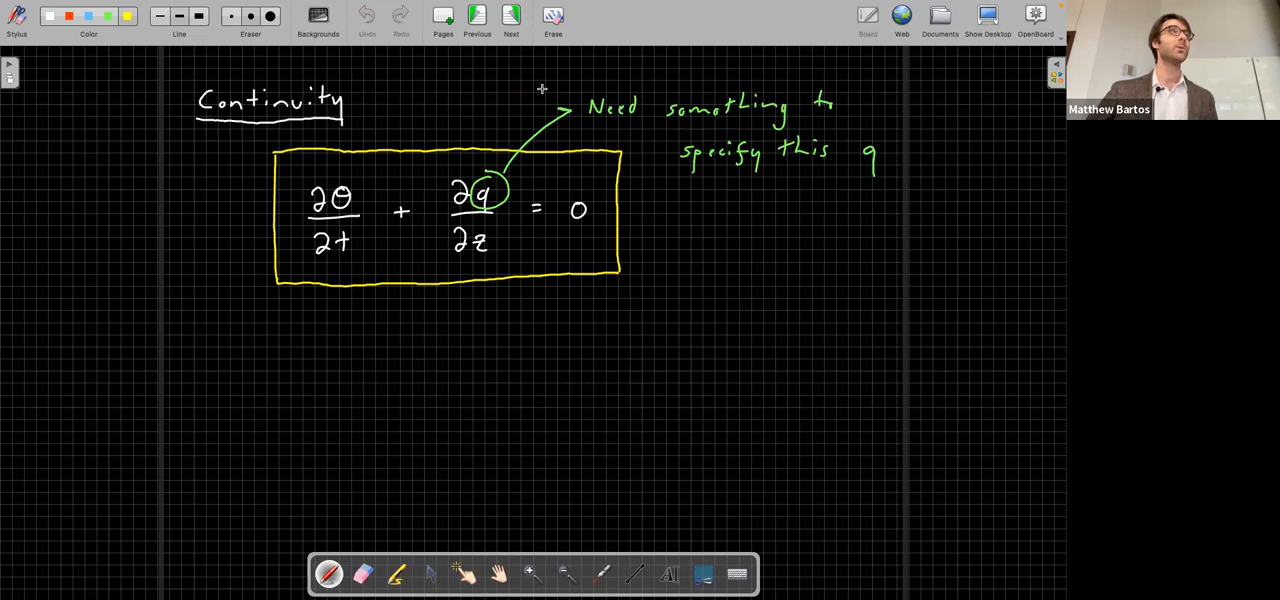 Stylus
Color
Line
Eraser
Backgrounds
Undo
Redo
Pages
Previous
Next
Erase
Board
Web
Documents
Show Desktop
OpenBoard
Matthew Bartos
Continuity
Need something to
specify this q
∂θ/∂t + ∂q/∂z = 0